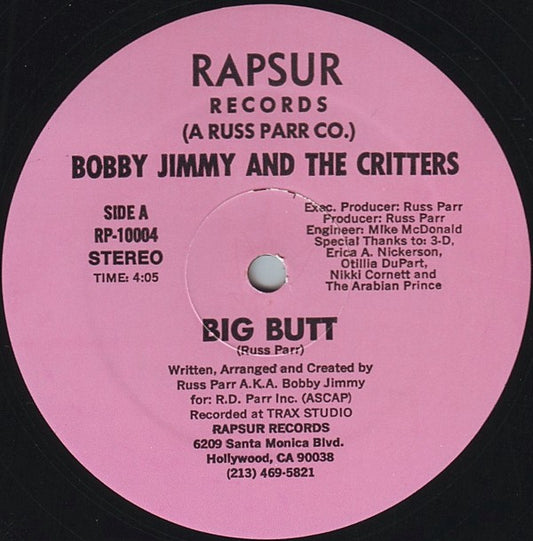 RAPSUR
RECORDS
(A RUSS PARR CO.)
BOBBY JIMMY AND THE CRITTERS
SIDE A
RP-10004
STEREO
TIME: 4:05
Exec. Producer: Russ Parr
Producer: Russ Parr
Engineer: Mike McDonald
Special Thanks to: 3-D,
Erica A. Nickerson,
Otillia DuPart,
Nikki Cornett and
The Arabian Prince
BIG BUTT
(Russ Parr)
Written, Arranged and Created by
Russ Parr A.K.A. Bobby Jimmy
for: R.D. Parr Inc. (ASCAP)
Recorded at TRAX STUDIO
RAPSUR RECORDS
6209 Santa Monica Blvd.
Hollywood, CA 90038
(213) 469-5821